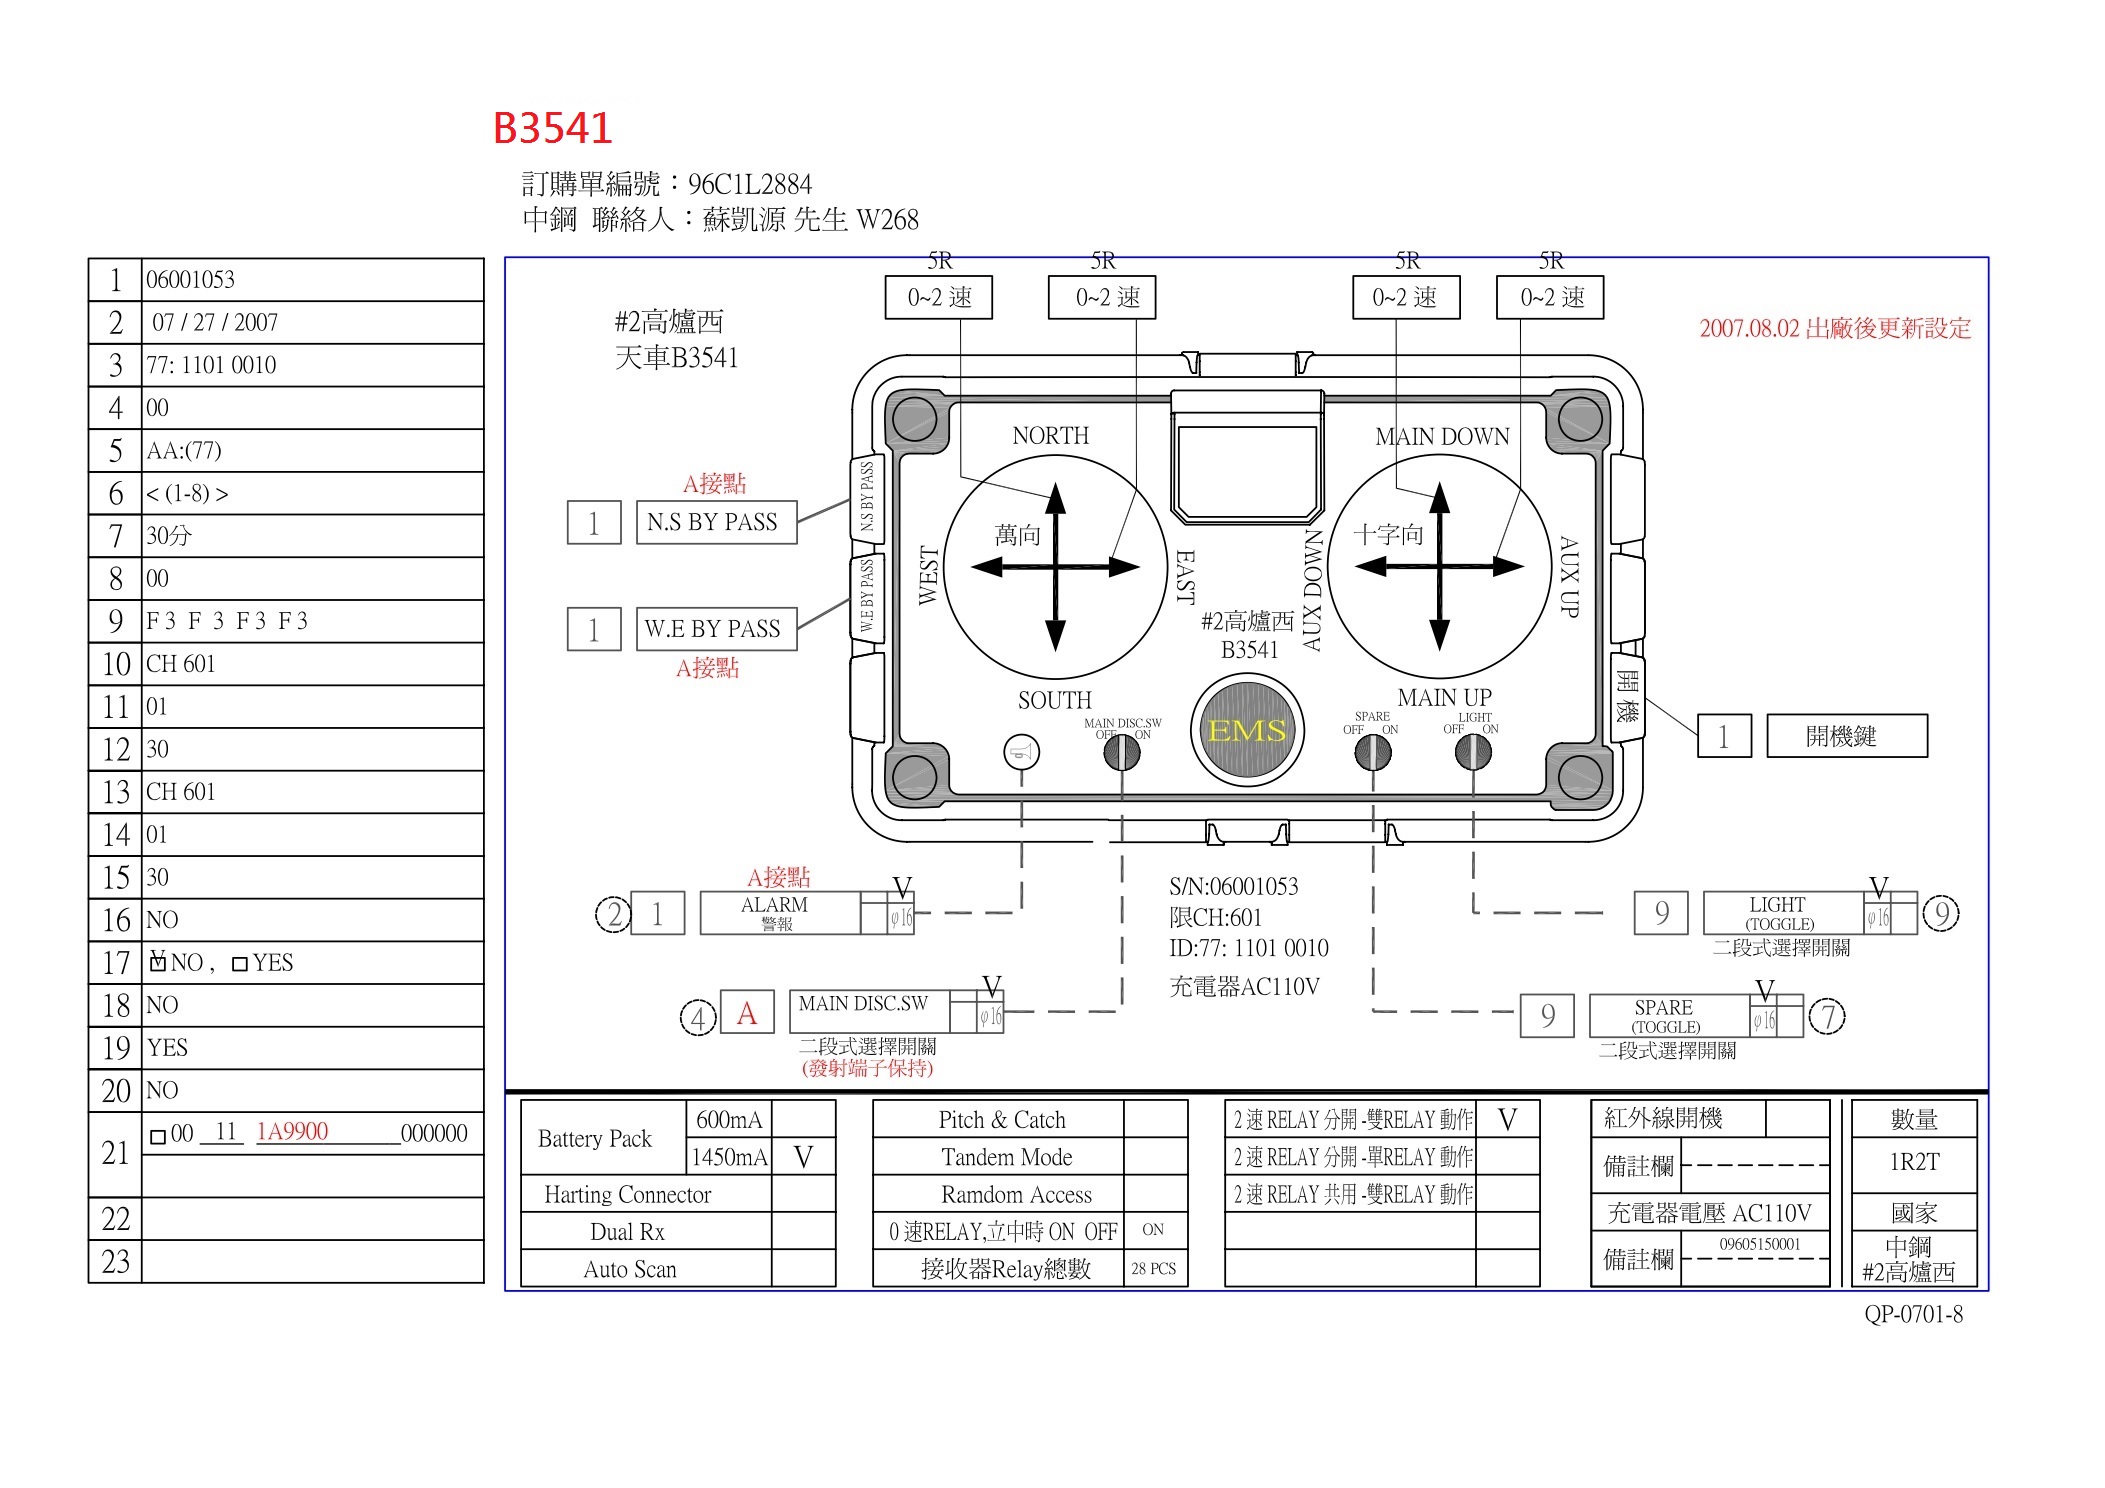 B3541
訂購單編號：96C1L2884
中鋼 聯絡人：蘇凱源 先生 W268
1 06001053
2 07 / 27 / 2007
3 77: 1101 0010
4 00
5 AA:(77)
6 < (1-8) >
7 30分
8 00
9 F 3 F 3 F 3 F 3
10 CH 601
11 01
12 30
13 CH 601
14 01
15 30
16 NO
17 V NO , YES
18 NO
19 YES
20 NO
21 00 11 1A9900 000000
22
23
#2高爐西
天車B3541
5R 5R 5R 5R
0~2 速 0~2 速 0~2 速 0~2 速
2007.08.02 出廠後更新設定
A接點
1 N.S BY PASS
1 W.E BY PASS
A接點
N.S BY PASS
W.E BY PASS
NORTH
萬向
WEST
EAST
SOUTH
MAIN DOWN
十字向
AUX DOWN
AUX UP
MAIN UP
#2高爐西
B3541
EMS
MAIN DISC.SW
OFF ON
SPARE
OFF ON
LIGHT
OFF ON
開機
1 開機鍵
A接點
V
2 1 ALARM φ16
警報
V
4 A MAIN DISC.SW φ16
二段式選擇開關
(發射端子保持)
S/N:06001053
限CH:601
ID:77: 1101 0010
充電器AC110V
V
9 LIGHT φ16 9
(TOGGLE)
二段式選擇開關
V
9 SPARE φ16 7
(TOGGLE)
二段式選擇開關
Battery Pack 600mA
1450mA V
Harting Connector
Dual Rx
Auto Scan
Pitch & Catch
Tandem Mode
Ramdom Access
0 速RELAY,立中時 ON OFF ON
接收器Relay總數 28 PCS
2 速 RELAY 分開 -雙RELAY 動作 V
2 速 RELAY 分開 -單RELAY 動作
2 速 RELAY 共用 -雙RELAY 動作
紅外線開機
備註欄
充電器電壓 AC110V
備註欄 09605150001
數量
1R2T
國家
中鋼
#2高爐西
QP-0701-8